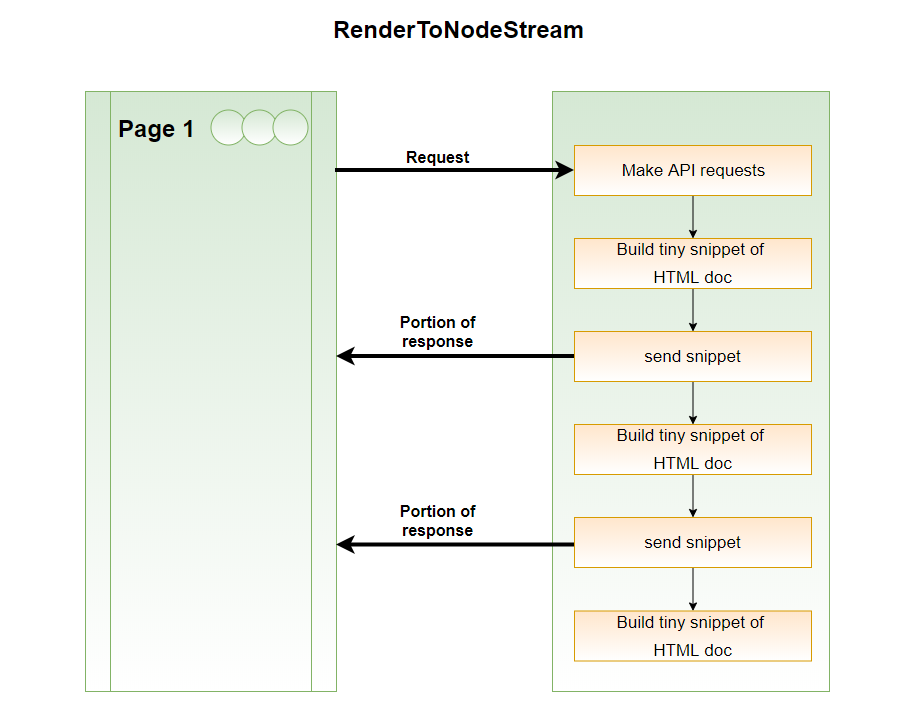 RenderToNodeStream
Page 1
Request
Make API requests
Build tiny snippet of
HTML doc
Portion of
response
send snippet
Build tiny snippet of
HTML doc
Portion of
response
send snippet
Build tiny snippet of
HTML doc